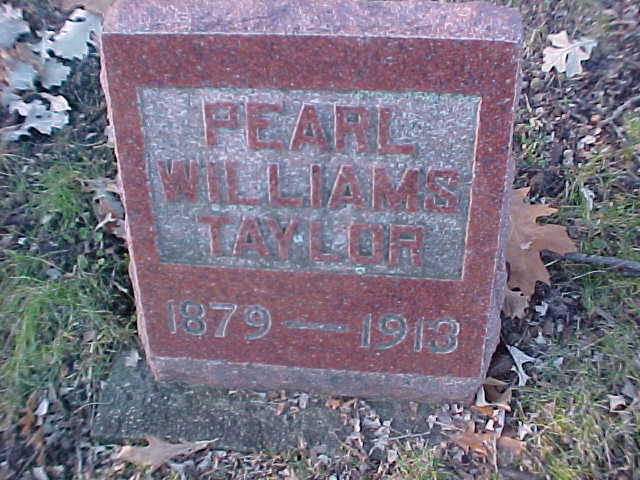 PEARL
WILLIAMS
TAYLOR
1879 — 1913